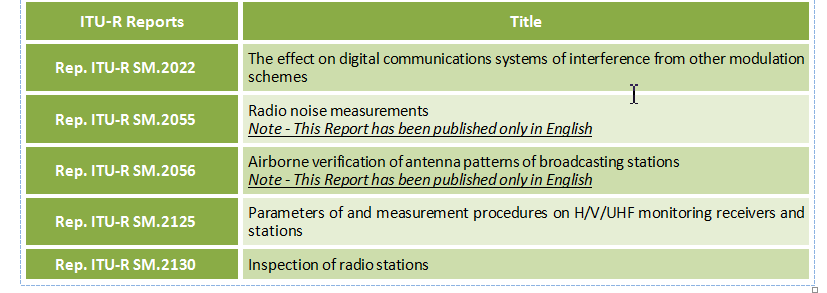 ITU-R Reports
Title
Rep. ITU-R SM.2022
The effect on digital communications systems of interference from other modulation
schemes
Rep. ITU-R SM.2055
Radio noise measurements
Note - This Report has been published only in English
Rep. ITU-R SM.2056
Airborne verification of antenna patterns of broadcasting stations
Note - This Report has been published only in English
Rep. ITU-R SM.2125
Parameters of and measurement procedures on H/V/UHF monitoring receivers and
stations
Rep. ITU-R SM.2130
Inspection of radio stations